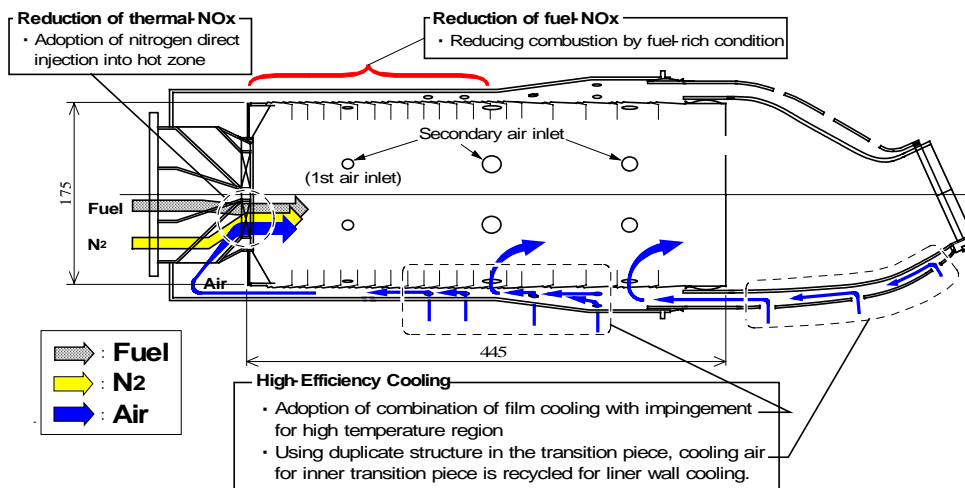 Reduction of thermal-NOx
・ Adoption of nitrogen direct
injection into hot zone
Reduction of fuel-NOx
・ Reducing combustion by fuel-rich condition
Secondary air inlet
(1st air inlet)
175
Fuel
N2
Air
445
: Fuel
: N2
: Air
High-Efficiency Cooling
・ Adoption of combination of film cooling with impingement
for high temperature region
・ Using duplicate structure in the transition piece, cooling air
for inner transition piece is recycled for liner wall cooling.